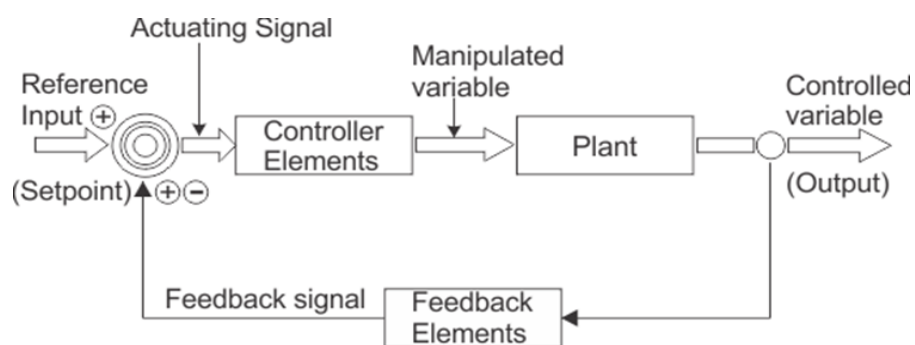 Actuating Signal
Reference
Input +
Manipulated
variable
Controlled
variable
Controller
Elements
Plant
(Setpoint) + −
(Output)
Feedback signal
Feedback
Elements